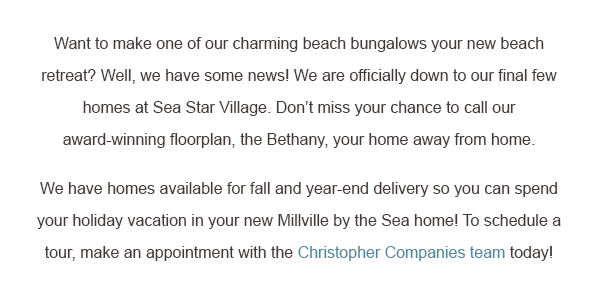 Want to make one of our charming beach bungalows your new beach
retreat? Well, we have some news! We are officially down to our final few
homes at Sea Star Village. Don’t miss your chance to call our
award-winning floorplan, the Bethany, your home away from home.
We have homes available for fall and year-end delivery so you can spend
your holiday vacation in your new Millville by the Sea home! To schedule a
tour, make an appointment with the Christopher Companies team today!